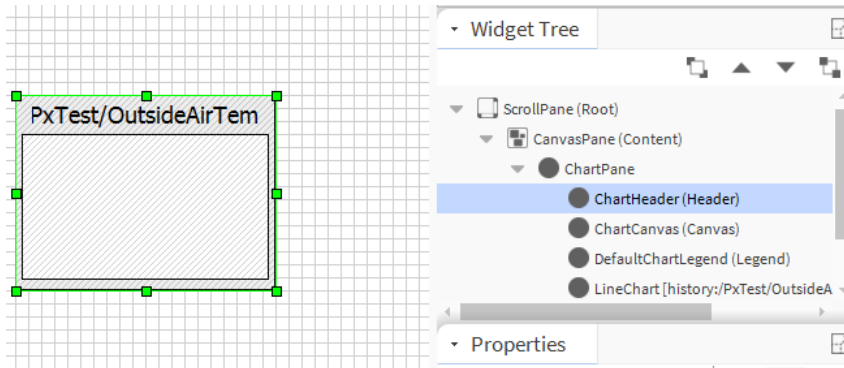 PxTest/OutsideAirTem
Widget Tree
ScrollPane (Root)
CanvasPane (Content)
ChartPane
ChartHeader (Header)
ChartCanvas (Canvas)
DefaultChartLegend (Legend)
LineChart [history:/PxTest/OutsideA
Properties